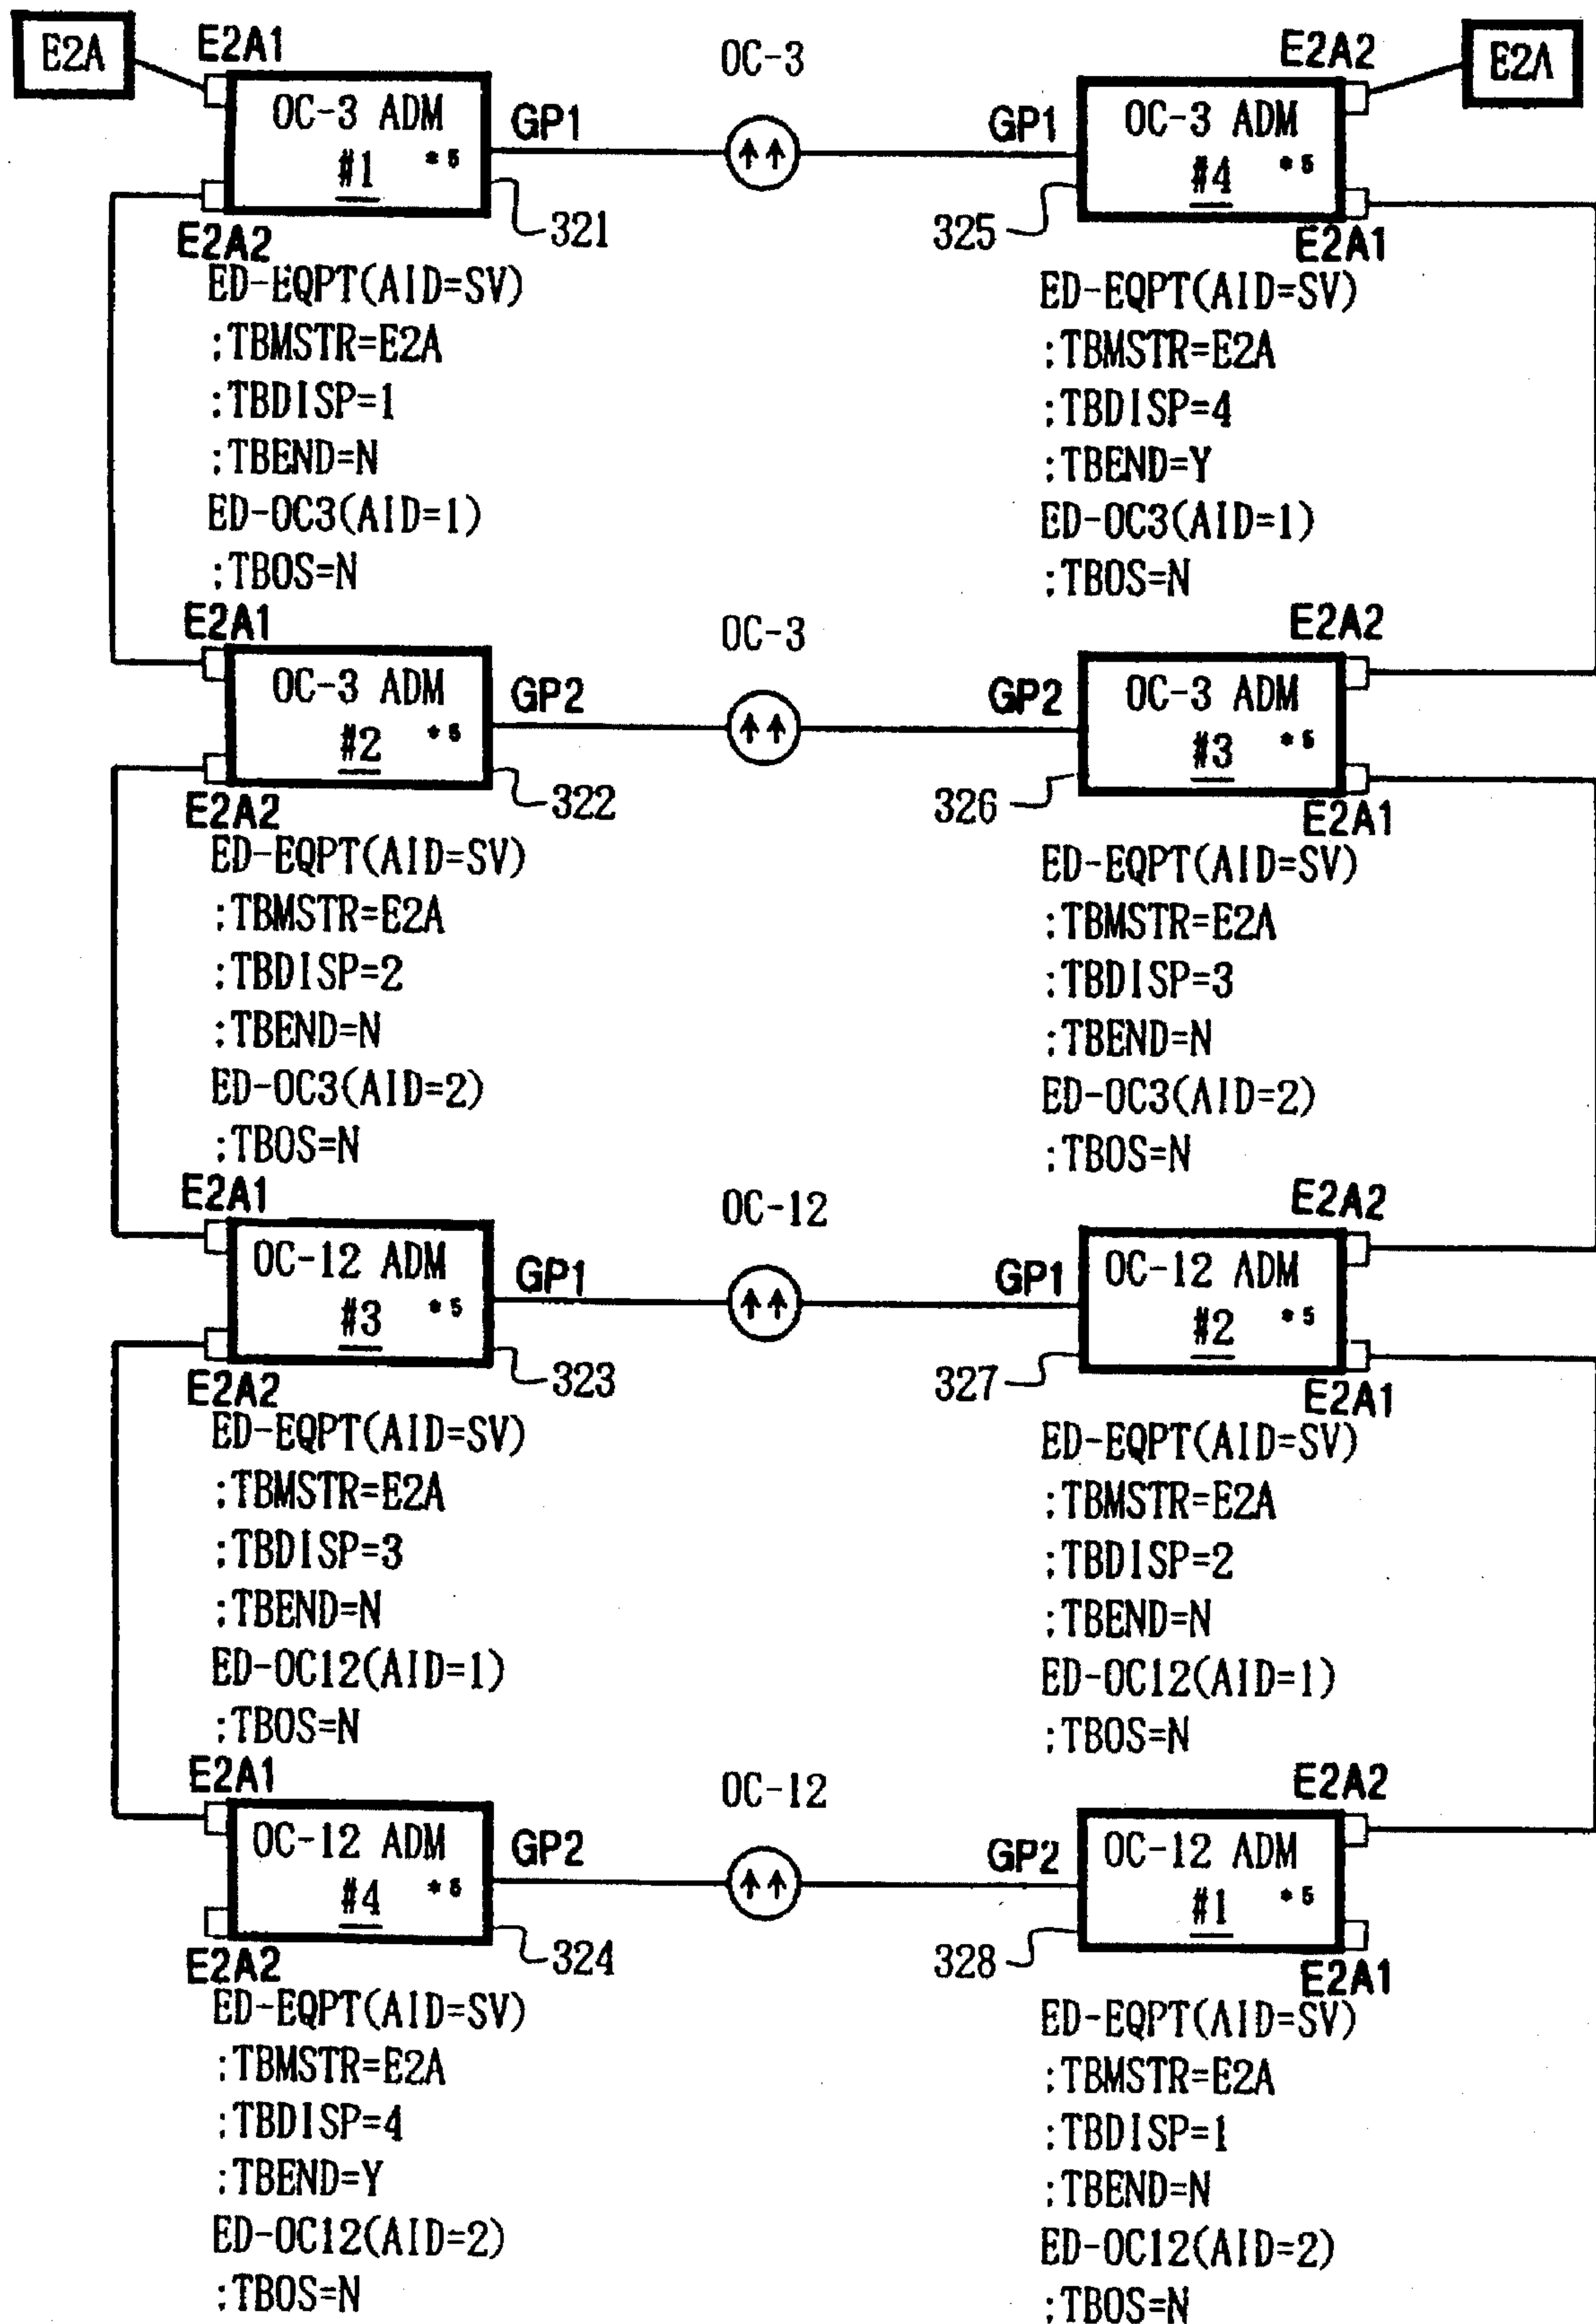 E2A
E2A1
OC-3
E2A2
E2A
OC-3 ADM
#1 *5
GP1
GP1
OC-3 ADM
#4 *5
321
325
E2A2
E2A1
ED-EQPT(AID=SV)
:TBMSTR=E2A
:TBDISP=1
:TBEND=N
ED-OC3(AID=1)
:TBOS=N
ED-EQPT(AID=SV)
:TBMSTR=E2A
:TBDISP=4
:TBEND=Y
ED-OC3(AID=1)
:TBOS=N
E2A1
OC-3
E2A2
OC-3 ADM
#2 *5
GP2
GP2
OC-3 ADM
#3 *5
322
326
E2A2
E2A1
ED-EQPT(AID=SV)
:TBMSTR=E2A
:TBDISP=2
:TBEND=N
ED-OC3(AID=2)
:TBOS=N
ED-EQPT(AID=SV)
:TBMSTR=E2A
:TBDISP=3
:TBEND=N
ED-OC3(AID=2)
:TBOS=N
E2A1
OC-12
E2A2
OC-12 ADM
#3 *5
GP1
GP1
OC-12 ADM
#2 *5
323
327
E2A2
E2A1
ED-EQPT(AID=SV)
:TBMSTR=E2A
:TBDISP=3
:TBEND=N
ED-OC12(AID=1)
:TBOS=N
ED-EQPT(AID=SV)
:TBMSTR=E2A
:TBDISP=2
:TBEND=N
ED-OC12(AID=1)
:TBOS=N
E2A1
OC-12
E2A2
OC-12 ADM
#4 *5
GP2
GP2
OC-12 ADM
#1 *5
324
328
E2A2
E2A1
ED-EQPT(AID=SV)
:TBMSTR=E2A
:TBDISP=4
:TBEND=Y
ED-OC12(AID=2)
:TBOS=N
ED-EQPT(AID=SV)
:TBMSTR=E2A
:TBDISP=1
:TBEND=N
ED-OC12(AID=2)
:TBOS=N